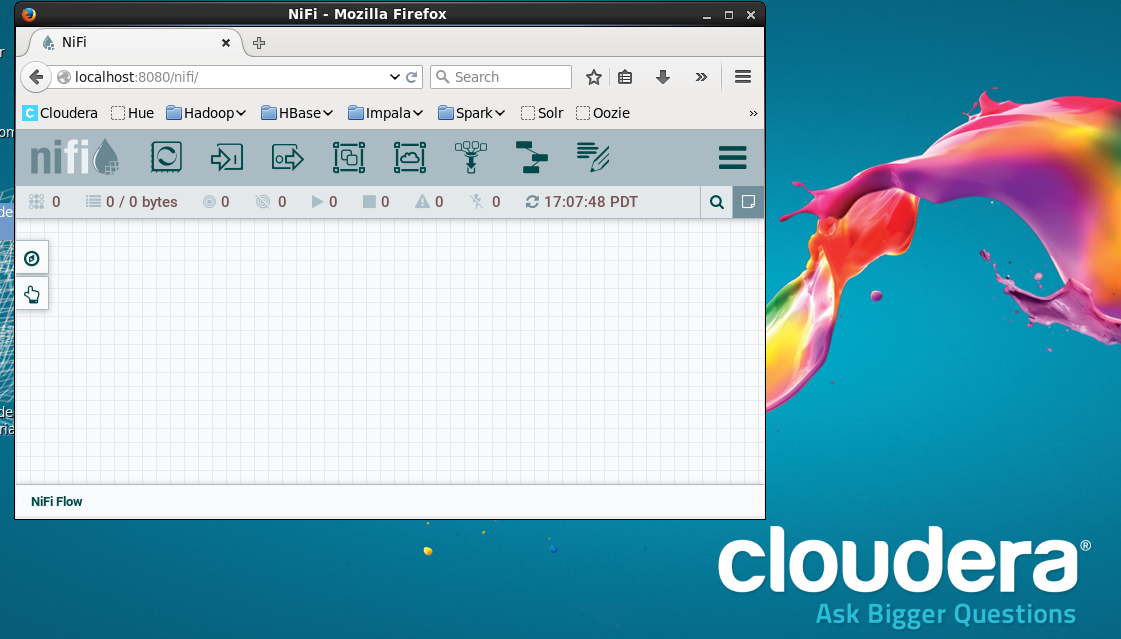 NiFi - Mozilla Firefox
NiFi
localhost:8080/nifi/
Search
Cloudera Hue Hadoop HBase Impala Spark Solr Oozie »
nifi
0 0 / 0 bytes 0 0 0 0 0 0 17:07:48 PDT
NiFi Flow
cloudera®
Ask Bigger Questions